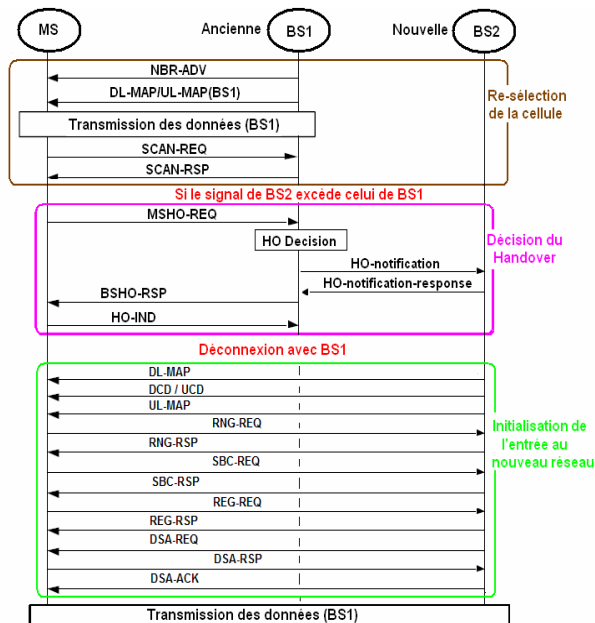 MS
Ancienne
BS1
Nouvelle
BS2
NBR-ADV
DL-MAP/UL-MAP(BS1)
Re-sélection
de la cellule
Transmission des données (BS1)
SCAN-REQ
SCAN-RSP
Si le signal de BS2 excéde celui de BS1
MSHO-REQ
HO Decision
Décision du
Handover
HO-notification
HO-notification-response
BSHO-RSP
HO-IND
Déconnexion avec BS1
DL-MAP
DCD / UCD
UL-MAP
RNG-REQ
Initialisation de
l'entrée au
nouveau réseau
RNG-RSP
SBC-REQ
SBC-RSP
REG-REQ
REG-RSP
DSA-REQ
DSA-RSP
DSA-ACK
Transmission des données (BS1)